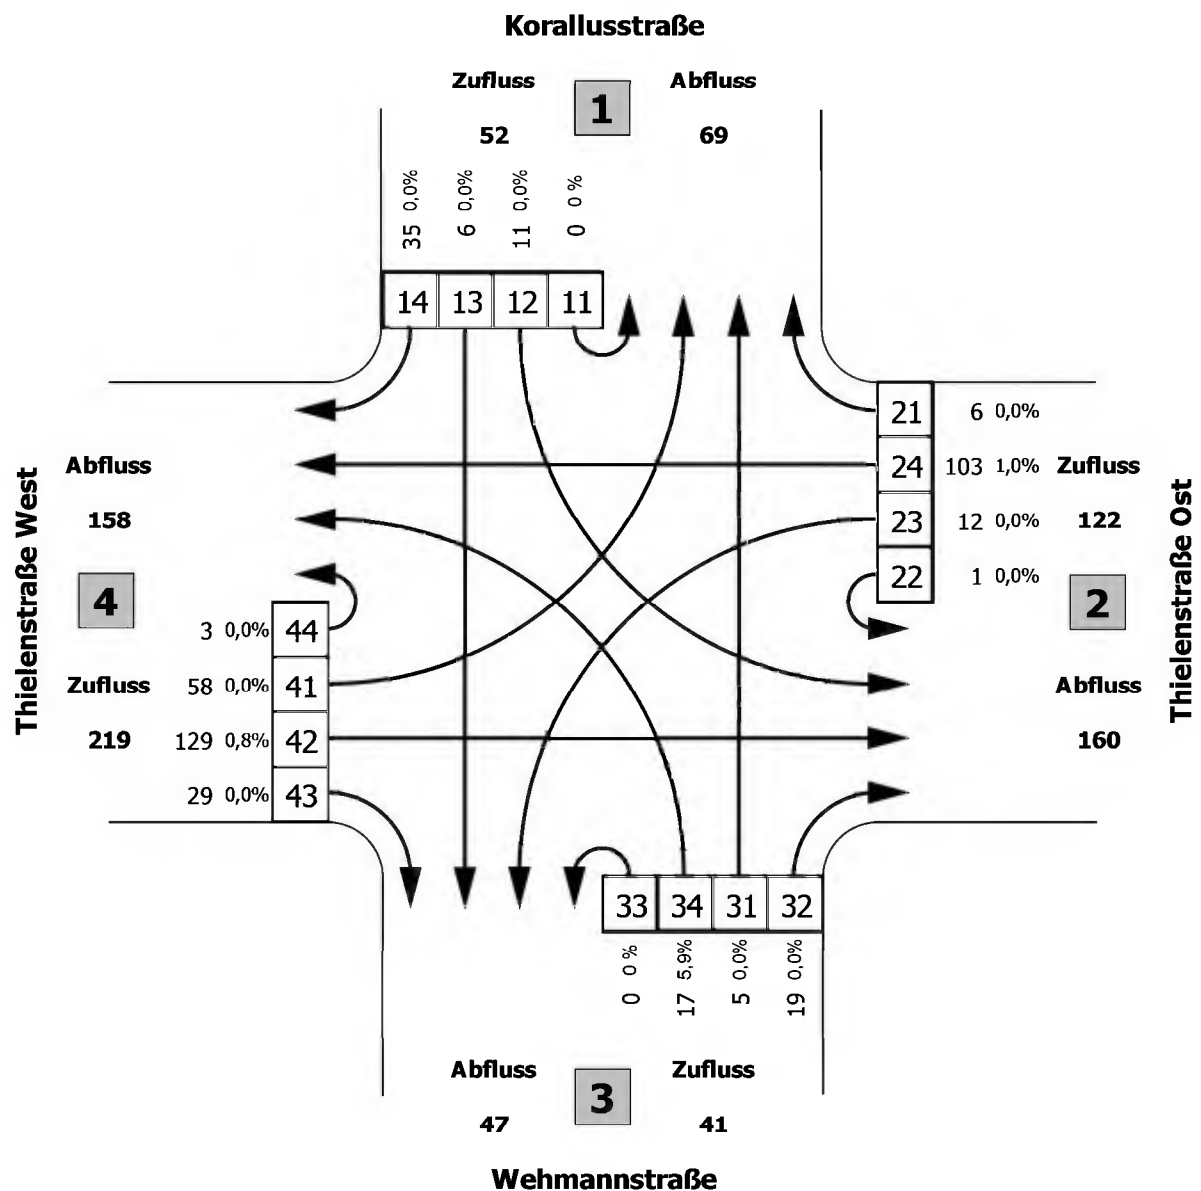 Korallusstraße
Zufluss 1 Abfluss
52 69
35 0,0%
6 0,0%
11 0,0%
0 0 %
14 13 12 11
21 6 0,0%
24 103 1,0% Zufluss
23 12 0,0% 122
22 1 0,0%
2
Abfluss
160
Thielenstraße Ost
Thielenstraße West
Abfluss
158
4
3 0,0% 44
Zufluss 58 0,0% 41
219 129 0,8% 42
29 0,0% 43
33 34 31 32
0 0 %
17 5,9%
5 0,0%
19 0,0%
Abfluss 3 Zufluss
47 41
Wehmannstraße